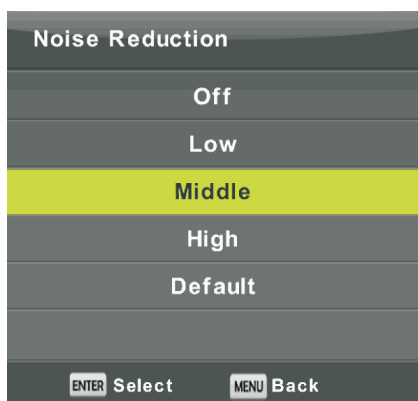 Noise Reduction
Off
Low
Middle
High
Default
ENTER Select MENU Back